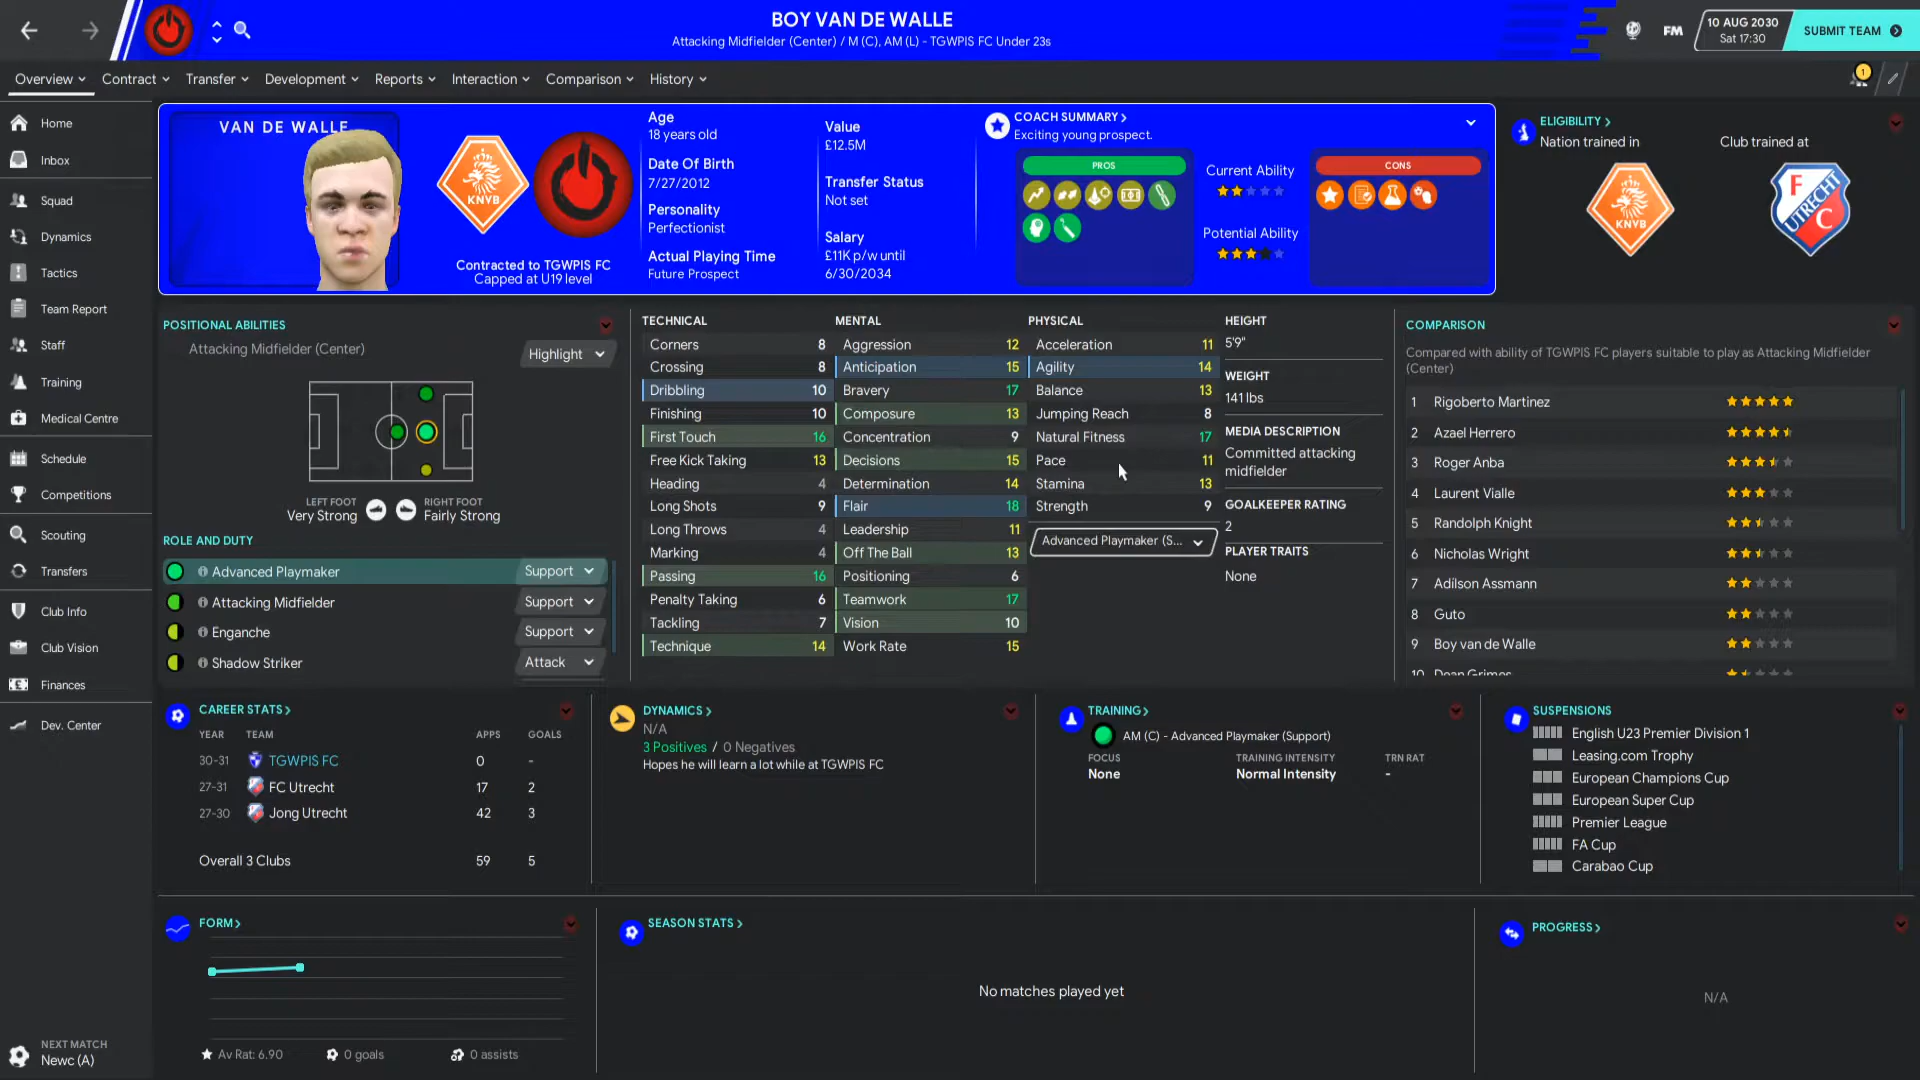 BOY VAN DE WALLE
Attacking Midfielder (Center) / M (C), AM (L) - TGWPIS FC Under 23s
FM
10 AUG 2030
Sat 17:30
SUBMIT TEAM
Overview
Contract
Transfer
Development
Reports
Interaction
Comparison
History
1
Home
Inbox
Squad
Dynamics
Tactics
Team Report
Staff
Training
Medical Centre
Schedule
Competitions
Scouting
Transfers
Club Info
Club Vision
Finances
Dev. Center
NEXT MATCH
Newc (A)
VAN DE WALLE
KNVB
Contracted to TGWPIS FC
Capped at U19 level
Age
18 years old
Date Of Birth
7/27/2012
Personality
Perfectionist
Actual Playing Time
Future Prospect
Value
£12.5M
Transfer Status
Not set
Salary
£11K p/w until
6/30/2034
COACH SUMMARY
Exciting young prospect.
PROS
Current Ability
Potential Ability
CONS
ELIGIBILITY
Nation trained in
Club trained at
KNVB
F
UTRECHT
C
POSITIONAL ABILITIES
Attacking Midfielder (Center)
Highlight
LEFT FOOT
Very Strong
RIGHT FOOT
Fairly Strong
ROLE AND DUTY
Advanced Playmaker Support
Attacking Midfielder Support
Enganche Support
Shadow Striker Attack
TECHNICAL
Corners 8
Crossing 8
Dribbling 10
Finishing 10
First Touch 16
Free Kick Taking 13
Heading 4
Long Shots 9
Long Throws 4
Marking 4
Passing 16
Penalty Taking 6
Tackling 7
Technique 14
MENTAL
Aggression 12
Anticipation 15
Bravery 17
Composure 13
Concentration 9
Decisions 15
Determination 14
Flair 18
Leadership 11
Off The Ball 13
Positioning 6
Teamwork 17
Vision 10
Work Rate 15
PHYSICAL
Acceleration 11
Agility 14
Balance 13
Jumping Reach 8
Natural Fitness 17
Pace 11
Stamina 13
Strength 9
Advanced Playmaker (S...
HEIGHT
5'9"
WEIGHT
141 lbs
MEDIA DESCRIPTION
Committed attacking
midfielder
GOALKEEPER RATING
2
PLAYER TRAITS
None
COMPARISON
Compared with ability of TGWPIS FC players suitable to play as Attacking Midfielder
(Center)
1 Rigoberto Martinez
2 Azael Herrero
3 Roger Anba
4 Laurent Vialle
5 Randolph Knight
6 Nicholas Wright
7 Adilson Assmann
8 Guto
9 Boy van de Walle
10 Dean Grimes
CAREER STATS
YEAR TEAM APPS GOALS
30-31 TGWPIS FC 0 -
27-31 FC Utrecht 17 2
27-30 Jong Utrecht 42 3
Overall 3 Clubs 59 5
DYNAMICS
N/A
3 Positives / 0 Negatives
Hopes he will learn a lot while at TGWPIS FC
TRAINING
AM (C) - Advanced Playmaker (Support)
FOCUS TRAINING INTENSITY TRN RAT
None Normal Intensity -
SUSPENSIONS
English U23 Premier Division 1
Leasing.com Trophy
European Champions Cup
European Super Cup
Premier League
FA Cup
Carabao Cup
FORM
Av Rat: 6.90
0 goals
0 assists
SEASON STATS
No matches played yet
PROGRESS
N/A